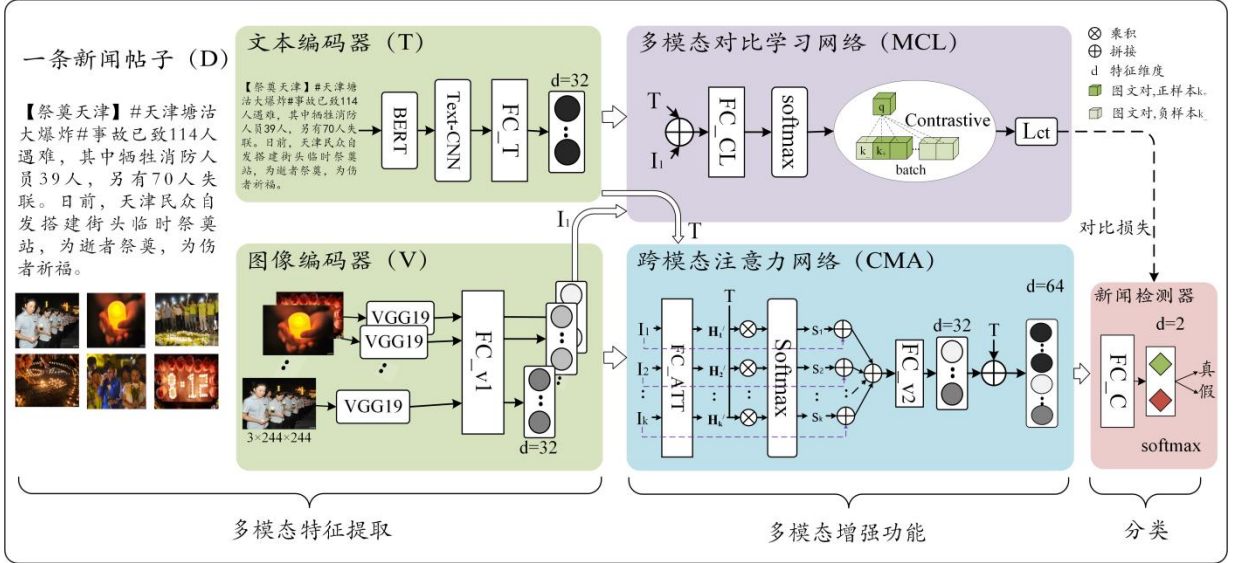 一条新闻帖子（D）
【祭奠天津】#天津塘沽
大爆炸#事故已致114人
遇难，其中牺牲消防人
员39人，另有70人失
联。日前，天津民众自
发搭建街头临时祭奠
站，为逝者祭奠，为伤
者祈福。
8·12
文本编码器（T）
【祭奠天津】#天津塘
沽大爆炸#事故已致114
人遇难，其中牺牲消防
人员39人，另有70人失
联。日前，天津民众自
发搭建街头临时祭奠
站，为逝者祭奠，为伤
者祈福。
BERT
Text-CNN
FC_T
d=32
图像编码器（V）
VGG19
VGG19
VGG19
3×244×244
FC_v1
d=32
I₁
T
多模态对比学习网络（MCL）
T
I₁
FC_CL
softmax
q
Contrastive
k_
k₊
batch
Lct
⊗ 乘积
⊕ 拼接
d 特征维度
图文对,正样本k₊
图文对,负样本k_
对比损失
跨模态注意力网络（CMA）
I₁
I₂
Iₖ
FC_ATT
T
H₁′
H₂′
Hₖ′
Softmax
S₁
S₂
Sₖ
FC_v2
d=32
T
d=64
新闻检测器
d=2
FC_C
真
假
softmax
多模态特征提取
多模态增强功能
分类